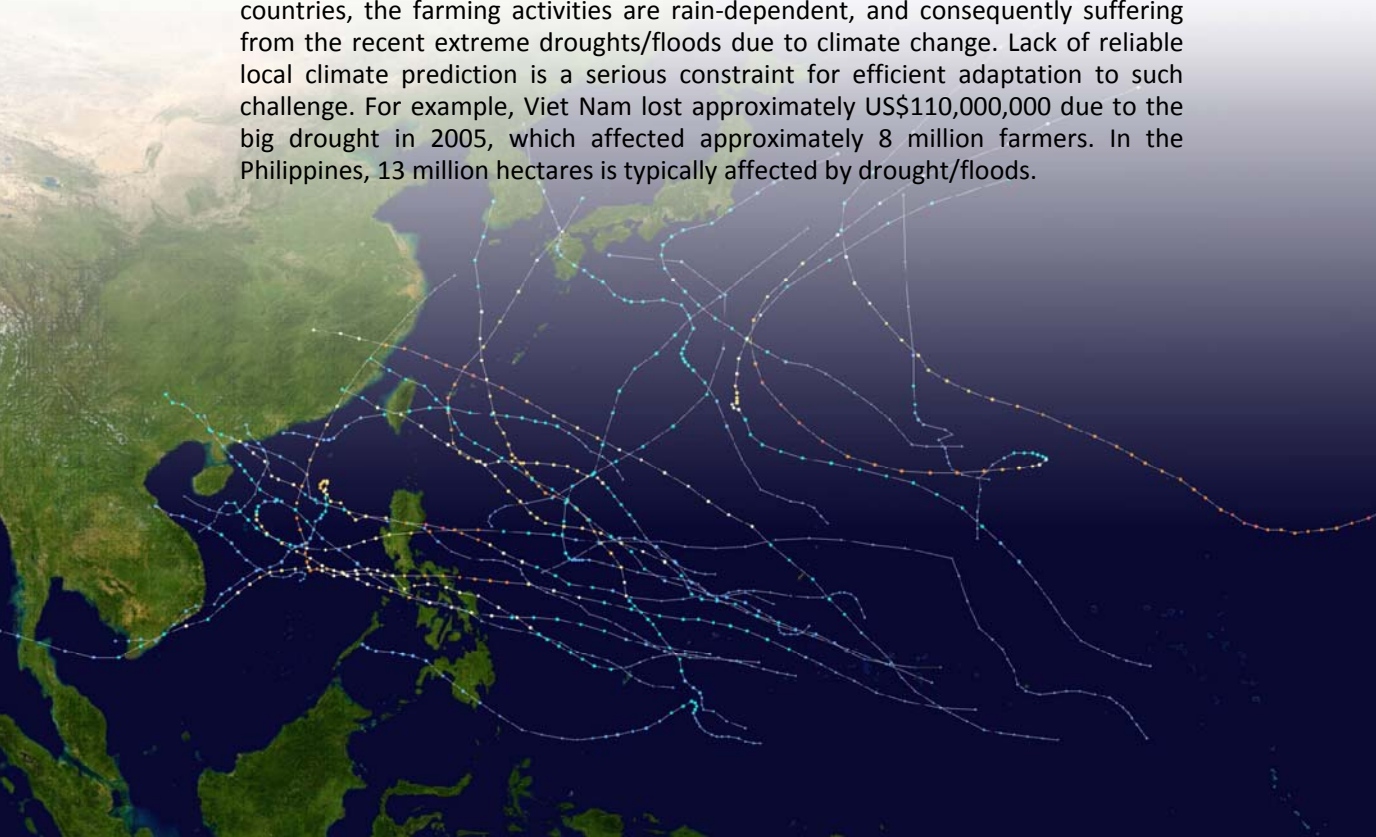 countries, the farming activities are rain-dependent, and consequently suffering
from the recent extreme droughts/floods due to climate change. Lack of reliable
local climate prediction is a serious constraint for efficient adaptation to such
challenge. For example, Viet Nam lost approximately US$110,000,000 due to the
big drought in 2005, which affected approximately 8 million farmers. In the
Philippines, 13 million hectares is typically affected by drought/floods.